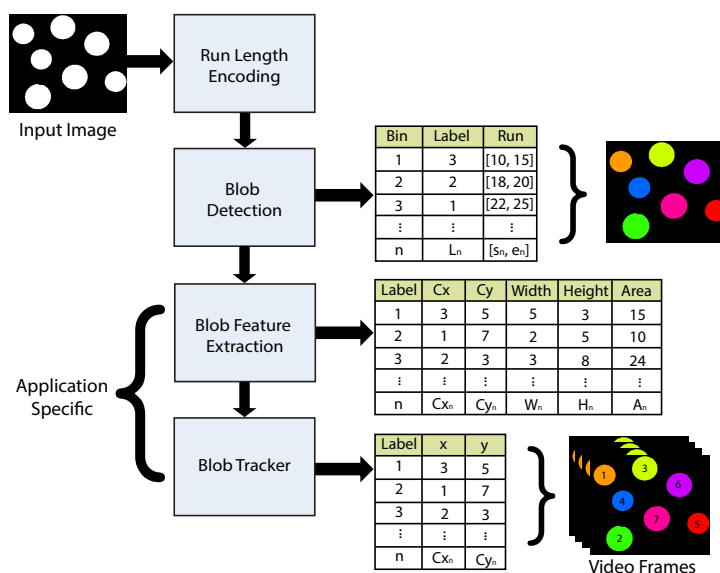 Run Length
Encoding
Input Image
Blob
Detection
Bin Label Run
1 3 [10, 15]
2 2 [18, 20]
3 1 [22, 25]
⋮ ⋮ ⋮
n Lₙ [sₙ, eₙ]
Blob Feature
Extraction
Label Cx Cy Width Height Area
1 3 5 5 3 15
2 1 7 2 5 10
3 2 3 3 8 24
⋮ ⋮ ⋮ ⋮ ⋮ ⋮
n Cxₙ Cyₙ Wₙ Hₙ Aₙ
Application
Specific
Blob Tracker
Label x y
1 3 5
2 1 7
3 2 3
⋮ ⋮ ⋮
n Cxₙ Cyₙ
3
1
6
4
7
5
2
Video Frames